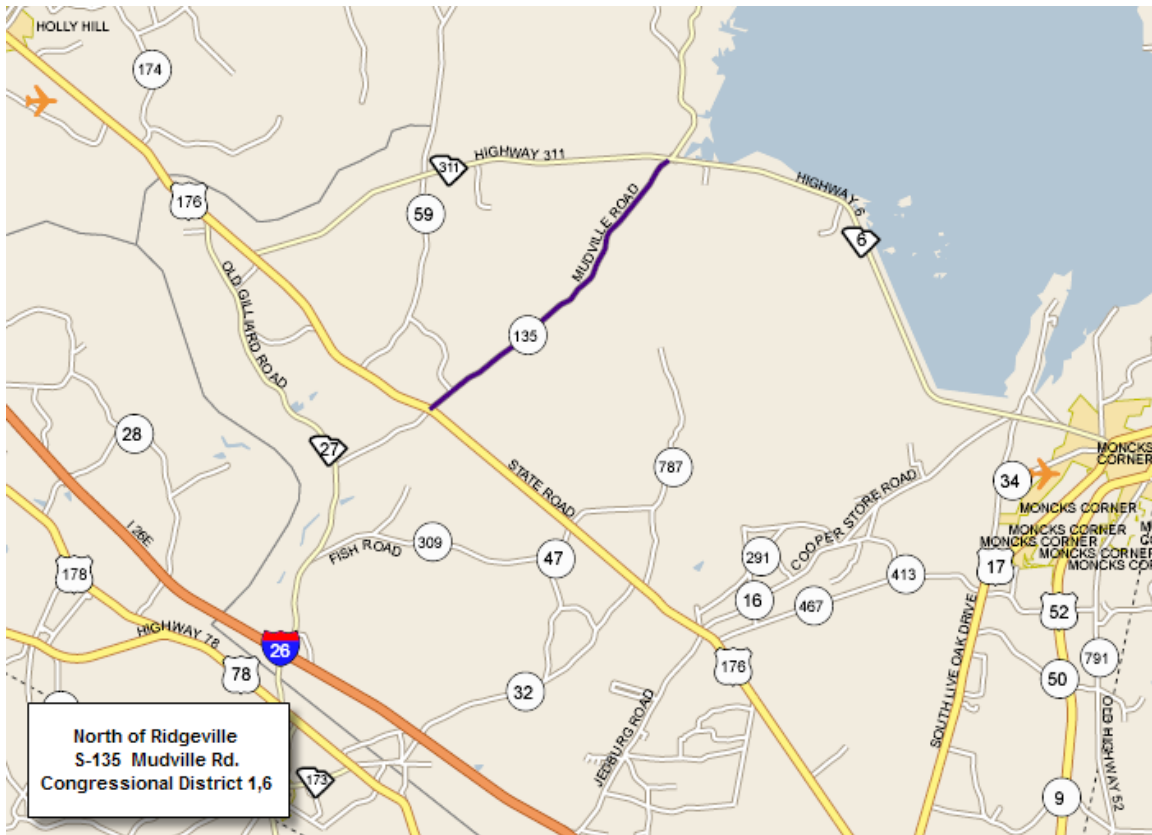 HOLLY HILL
174
HIGHWAY 311
311
176
59
HIGHWAY 6
6
MUDVILLE ROAD
OLD GILLIARD ROAD
135
28
27
787
STATE ROAD
COOPER STORE ROAD
34
MONCKS
CORNER
MONCKS CORNER
MONCKS CORNER
MONCKS CORNER
MONCKS CORNER
MONCKS COR
I 26E
FISH ROAD
309
47
291
17
178
16
467
413
52
HIGHWAY 78
26
78
176
791
50
32
SOUTH LIVE OAK DRIVE
JEDBURG ROAD
OLD HIGHWAY 52
173
9
North of Ridgeville
S-135 Mudville Rd.
Congressional District 1,6